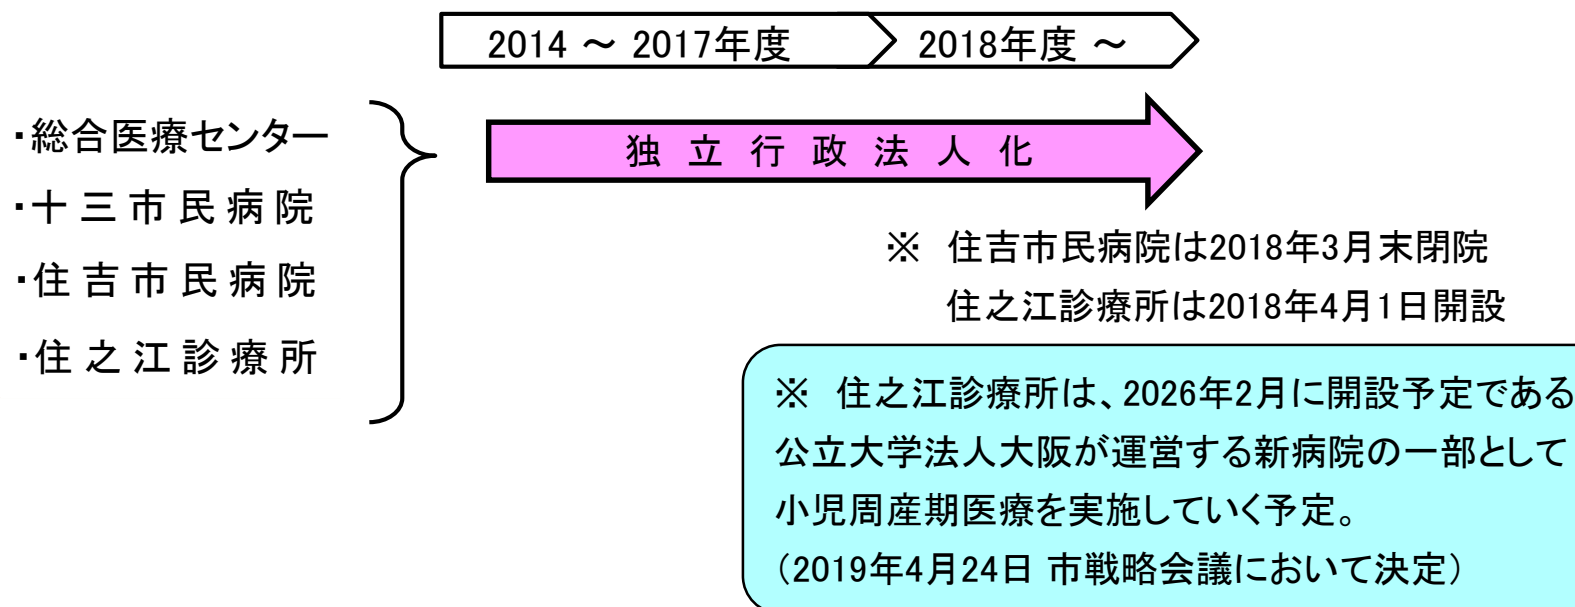 2014 ～ 2017年度
2018年度 ～
・総合医療センター
・十三市民病院
・住吉市民病院
・住之江診療所
独立行政法人化
※ 住吉市民病院は2018年3月末閉院
住之江診療所は2018年4月1日開設
※ 住之江診療所は、2026年2月に開設予定である
公立大学法人大阪が運営する新病院の一部として
小児周産期医療を実施していく予定。
（2019年4月24日 市戦略会議において決定）